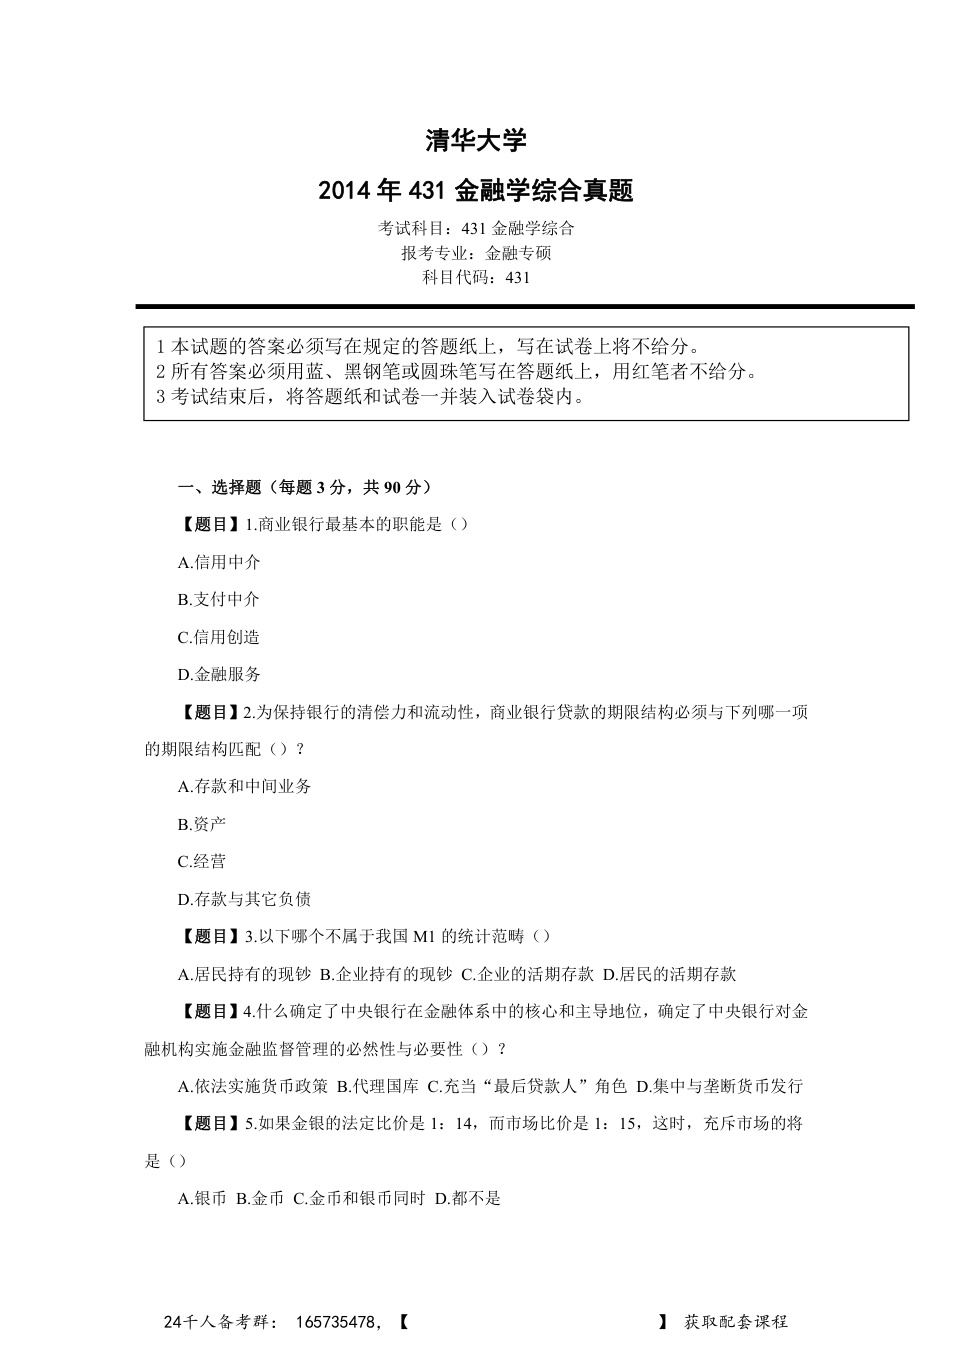 清华大学
2014 年 431 金融学综合真题
考试科目：431 金融学综合
报考专业：金融专硕
科目代码：431
1 本试题的答案必须写在规定的答题纸上，写在试卷上将不给分。
2 所有答案必须用蓝、黑钢笔或圆珠笔写在答题纸上，用红笔者不给分。
3 考试结束后，将答题纸和试卷一并装入试卷袋内。
一、选择题（每题 3 分，共 90 分）
【题目】1.商业银行最基本的职能是（）
A.信用中介
B.支付中介
C.信用创造
D.金融服务
【题目】2.为保持银行的清偿力和流动性，商业银行贷款的期限结构必须与下列哪一项
的期限结构匹配（）？
A.存款和中间业务
B.资产
C.经营
D.存款与其它负债
【题目】3.以下哪个不属于我国 M1 的统计范畴（）
A.居民持有的现钞 B.企业持有的现钞 C.企业的活期存款 D.居民的活期存款
【题目】4.什么确定了中央银行在金融体系中的核心和主导地位，确定了中央银行对金
融机构实施金融监督管理的必然性与必要性（）？
A.依法实施货币政策 B.代理国库 C.充当“最后贷款人”角色 D.集中与垄断货币发行
【题目】5.如果金银的法定比价是 1：14，而市场比价是 1：15，这时，充斥市场的将
是（）
A.银币 B.金币 C.金币和银币同时 D.都不是
24千人备考群： 165735478，【 】 获取配套课程